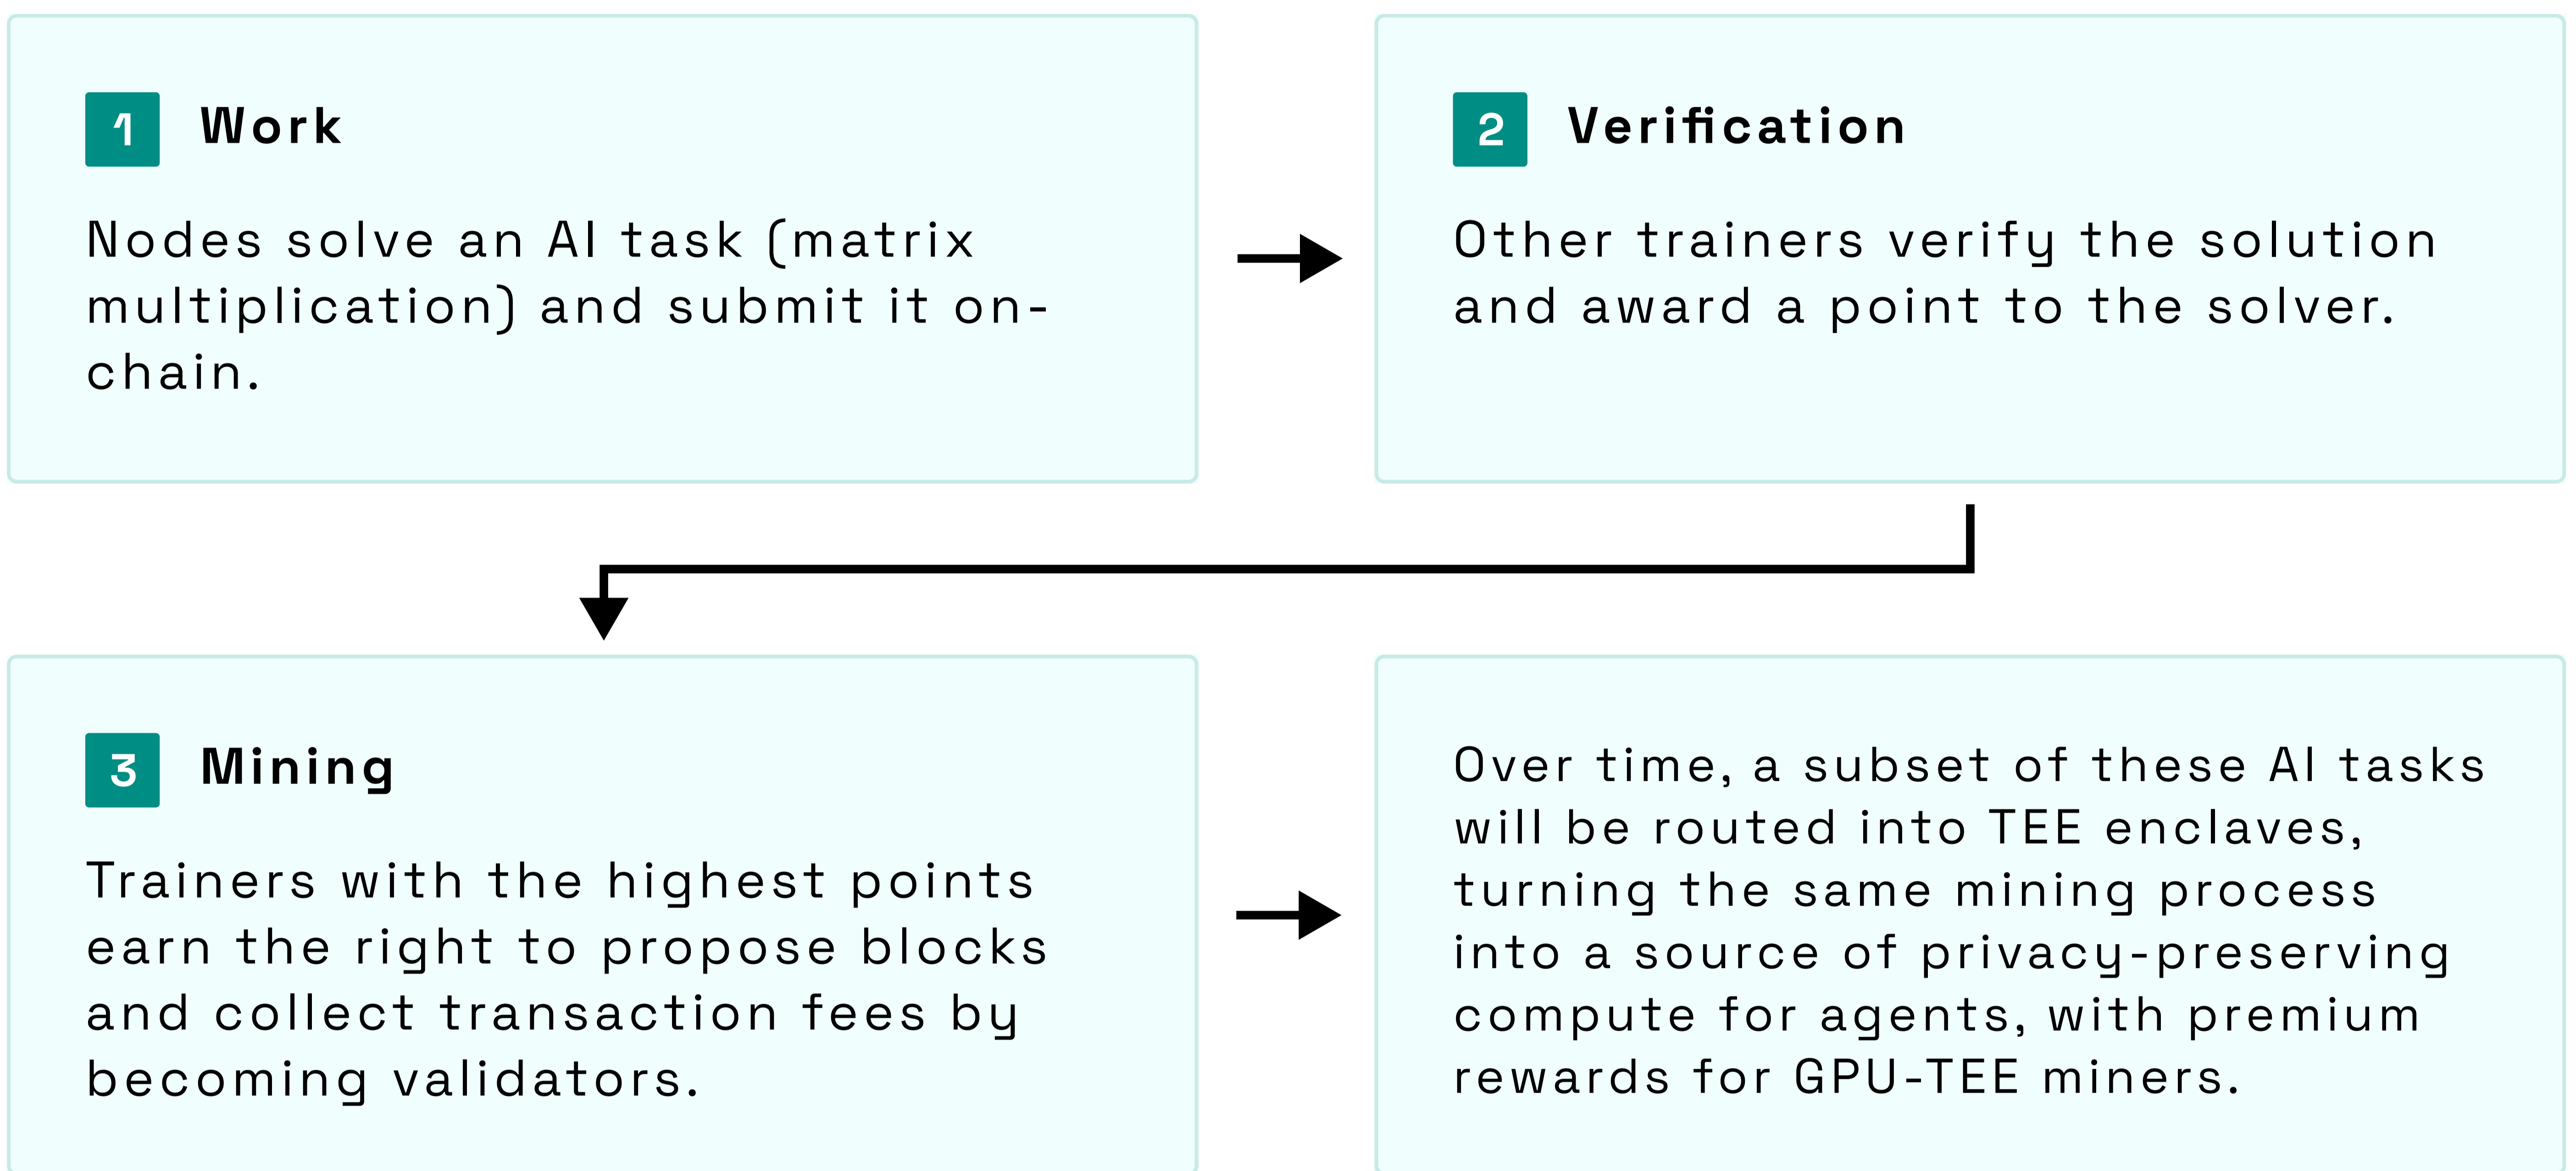 1 Work
Nodes solve an AI task (matrix
multiplication) and submit it on-
chain.
2 Verification
Other trainers verify the solution
and award a point to the solver.
3 Mining
Trainers with the highest points
earn the right to propose blocks
and collect transaction fees by
becoming validators.
Over time, a subset of these AI tasks
will be routed into TEE enclaves,
turning the same mining process
into a source of privacy-preserving
compute for agents, with premium
rewards for GPU-TEE miners.